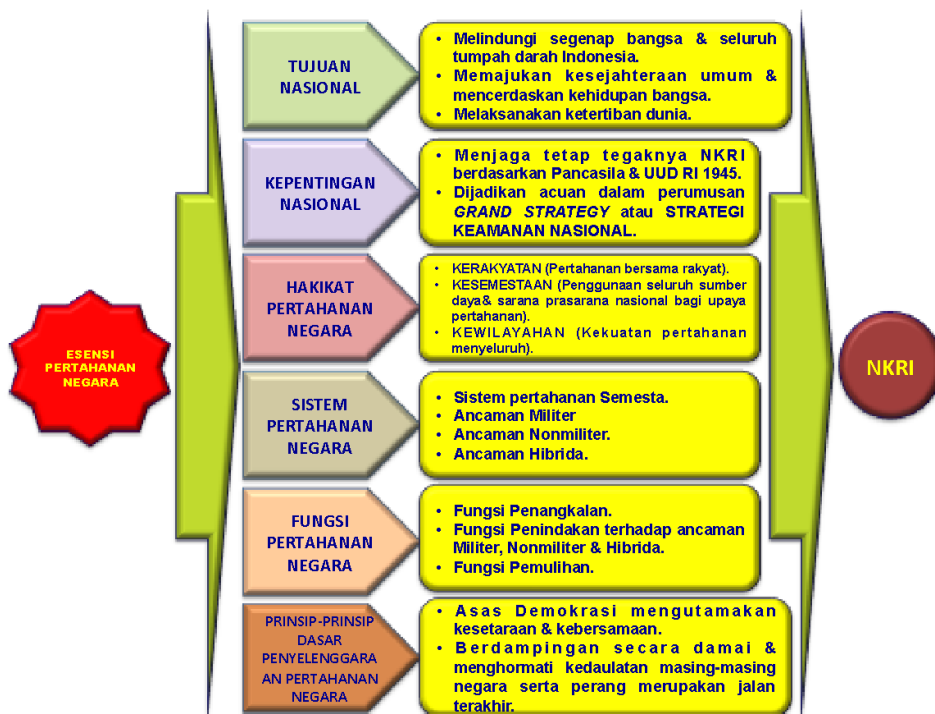 ESENSI
PERTAHANAN
NEGARA
TUJUAN
NASIONAL
• Melindungi segenap bangsa & seluruh
tumpah darah Indonesia.
• Memajukan kesejahteraan umum &
mencerdaskan kehidupan bangsa.
• Melaksanakan ketertiban dunia.
KEPENTINGAN
NASIONAL
• Menjaga tetap tegaknya NKRI
berdasarkan Pancasila & UUD RI 1945.
• Dijadikan acuan dalam perumusan
GRAND STRATEGY atau STRATEGI
KEAMANAN NASIONAL.
HAKIKAT
PERTAHANAN
NEGARA
• KERAKYATAN (Pertahanan bersama rakyat).
• KESEMESTAAN (Penggunaan seluruh sumber
daya& sarana prasarana nasional bagi upaya
pertahanan).
• KEWILAYAHAN (Kekuatan pertahanan
menyeluruh).
SISTEM
PERTAHANAN
NEGARA
• Sistem pertahanan Semesta.
• Ancaman Militer
• Ancaman Nonmiliter.
• Ancaman Hibrida.
FUNGSI
PERTAHANAN
NEGARA
• Fungsi Penangkalan.
• Fungsi Penindakan terhadap ancaman
Militer, Nonmiliter & Hibrida.
• Fungsi Pemulihan.
PRINSIP-PRINSIP
DASAR
PENYELENGGARA
AN PERTAHANAN
NEGARA
• Asas Demokrasi mengutamakan
kesetaraan & kebersamaan.
• Berdampingan secara damai &
menghormati kedaulatan masing-masing
negara serta perang merupakan jalan
terakhir.
NKRI